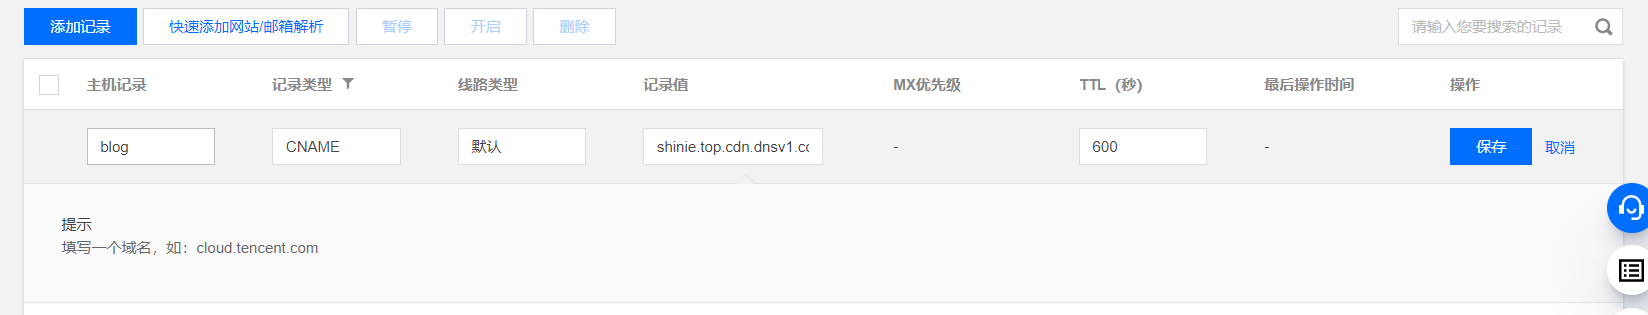 添加记录 快速添加网站/邮箱解析 暂停 开启 删除 请输入您要搜索的记录
主机记录 记录类型 线路类型 记录值 MX优先级 TTL（秒） 最后操作时间 操作
blog CNAME 默认 shinie.top.cdn.dnsv1.cc - 600 - 保存 取消
提示
填写一个域名，如：cloud.tencent.com